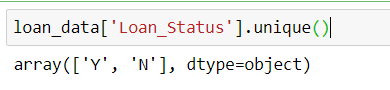 loan_data['Loan_Status'].unique()
array(['Y', 'N'], dtype=object)